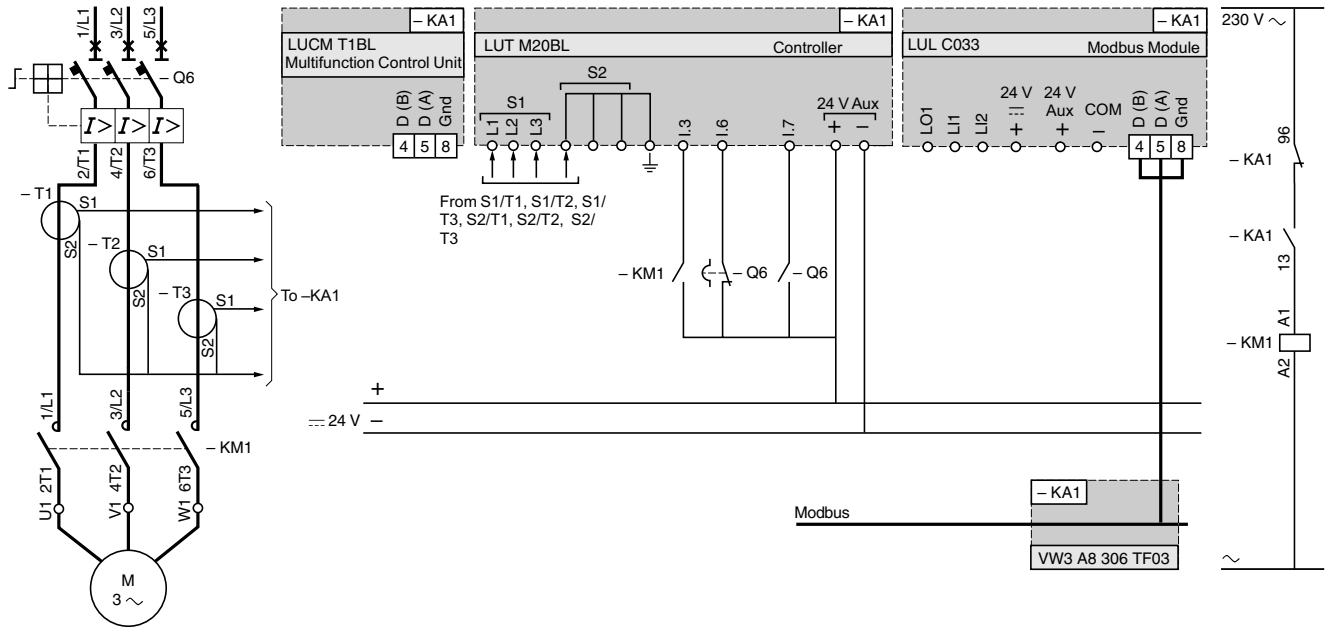 1/L1
3/L2
5/L3
– Q6
I >
I >
I >
2/T1
4/T2
6/T3
– T1
S1
S2
– T2
S1
S2
– T3
S1
S2
To –KA1
1/L1
3/L2
5/L3
– KM1
2T1
4T2
6T3
U1
V1
W1
M
3 ~
– KA1
LUCM T1BL
Multifunction Control Unit
D (B)
D (A)
Gnd
4 5 8
– KA1
LUT M20BL
Controller
S1
S2
L1
L2
L3
I.3
I.6
I.7
24 V Aux
+ –
From S1/T1, S1/T2, S1/
T3, S2/T1, S2/T2, S2/
T3
– KM1
– Q6
– Q6
+
24 V –
– KA1
LUL C033
Modbus Module
LO1
LI1
LI2
24 V
+
24 V
Aux
+
COM
–
D (B)
D (A)
Gnd
4 5 8
Modbus
– KA1
VW3 A8 306 TF03
230 V ~
96
– KA1
– KA1
13
A1
– KM1
A2
~